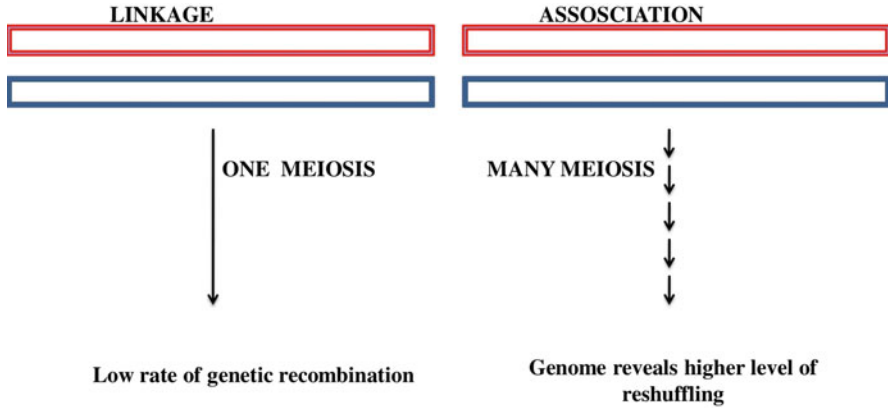 LINKAGE
ASSOSCIATION
ONE MEIOSIS
MANY MEIOSIS
Low rate of genetic recombination
Genome reveals higher level of
reshuffling